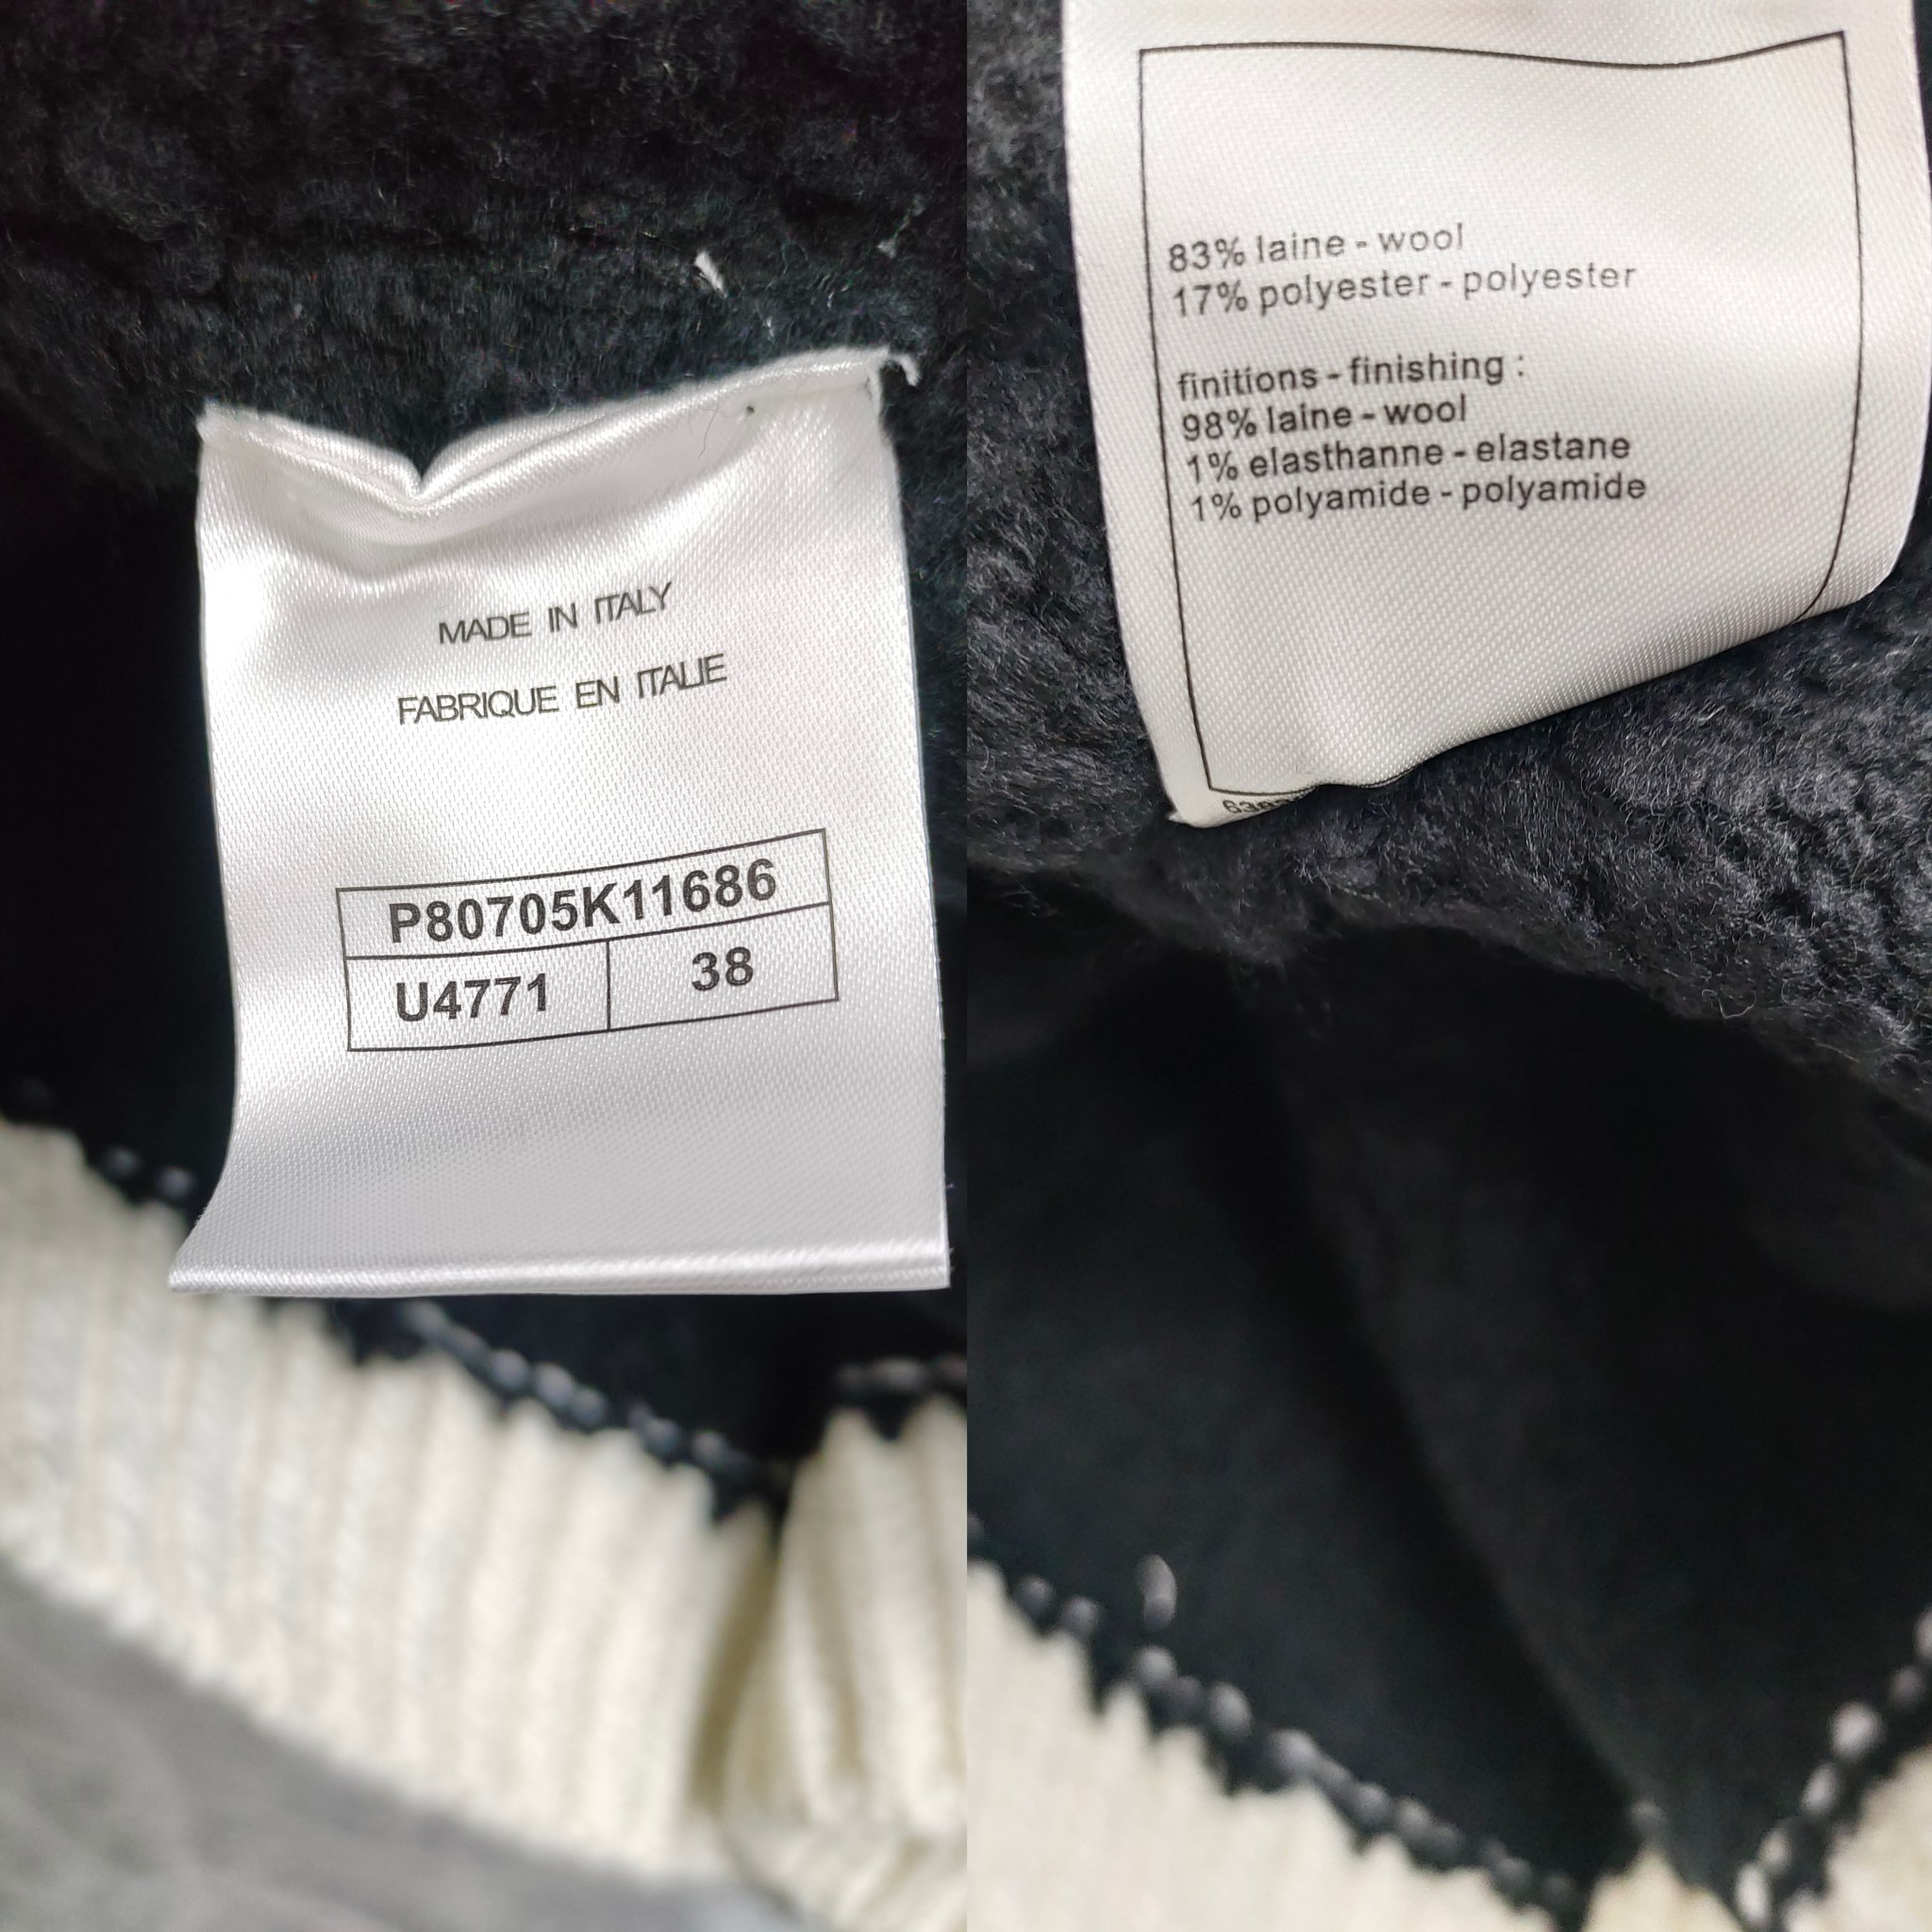 MADE IN ITALY
FABRIQUE EN ITALIE
P80705K11686
U4771 38
83% laine - wool
17% polyester - polyester
finitions - finishing :
98% laine - wool
1% elasthanne - elastane
1% polyamide - polyamide